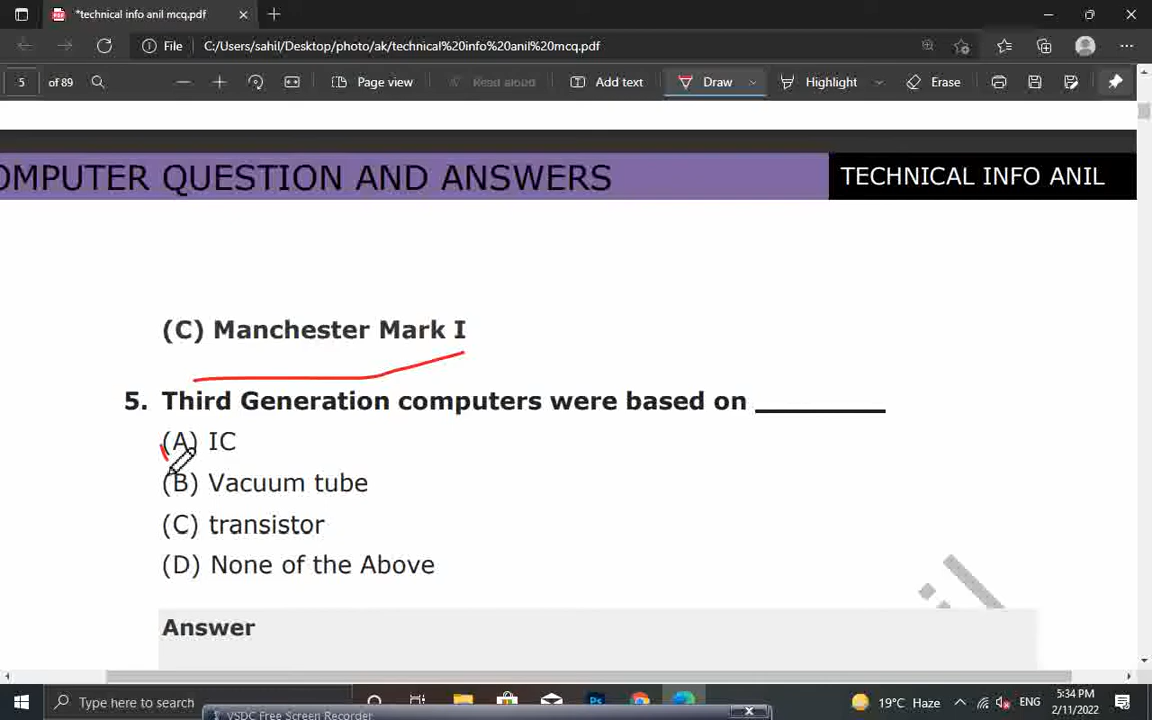 *technical info anil mcq.pdf
File C:/Users/sahil/Desktop/photo/ak/technical%20info%20anil%20mcq.pdf
5 of 89 Page view Read aloud Add text Draw Highlight Erase
OMPUTER QUESTION AND ANSWERS TECHNICAL INFO ANIL
(C) Manchester Mark I
5. Third Generation computers were based on __________
(A) IC
(B) Vacuum tube
(C) transistor
(D) None of the Above
il
Answer
Type here to search 19°C Haze ENG 5:34 PM
2/11/2022
VSDC Free Screen Recorder